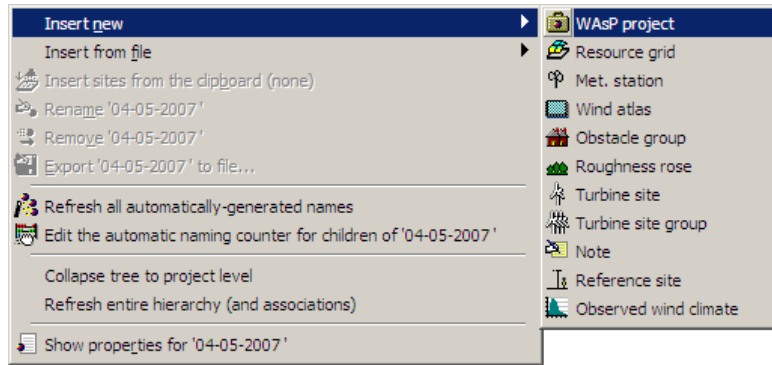 Insert new
Insert from file
Insert sites from the clipboard (none)
Rename '04-05-2007'
Remove '04-05-2007'
Export '04-05-2007' to file...
Refresh all automatically-generated names
Edit the automatic naming counter for children of '04-05-2007'
Collapse tree to project level
Refresh entire hierarchy (and associations)
Show properties for '04-05-2007'
WAsP project
Resource grid
Met. station
Wind atlas
Obstacle group
Roughness rose
Turbine site
Turbine site group
Note
Reference site
Observed wind climate